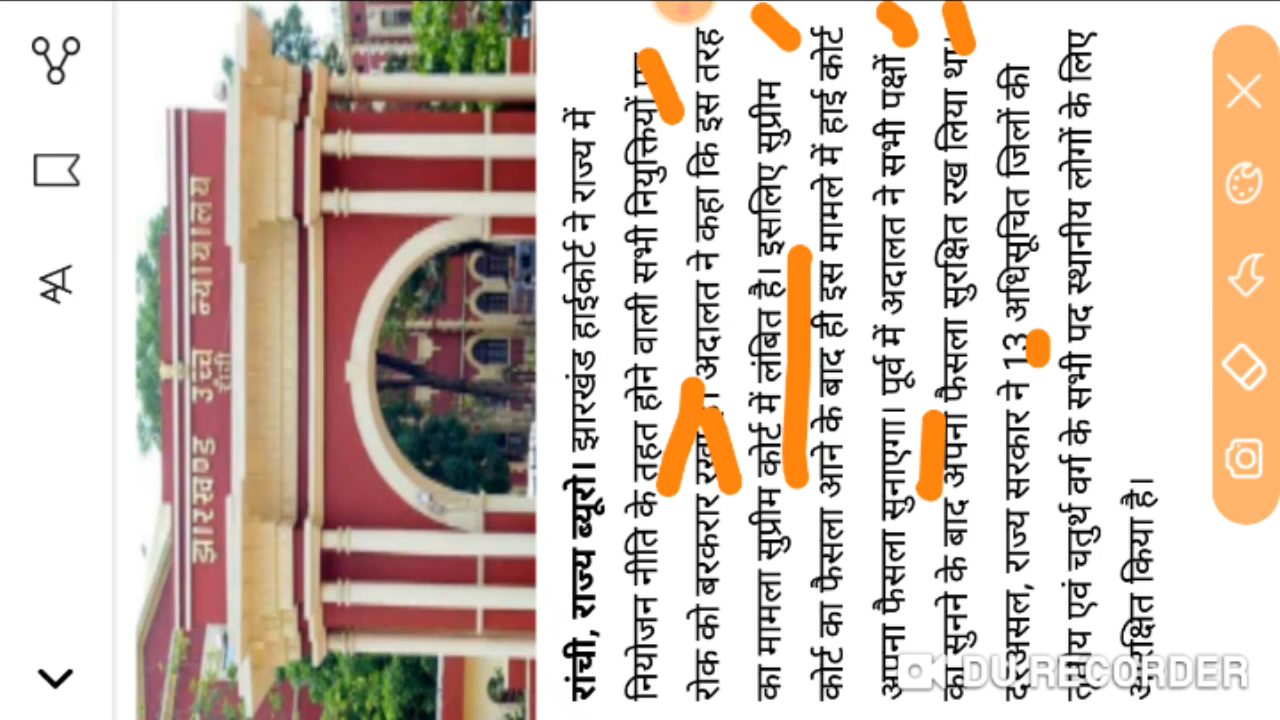 झारखण्ड उच्च न्यायालय
राँची
रांची, राज्य ब्यूरो। झारखंड हाईकोर्ट ने राज्य में
नियोजन नीति के तहत होने वाली सभी नियुक्तियों
रोक को बरकरार अदालत ने कहा कि इस तरह
का मामला सुप्रीम कोर्ट में लंबित है। इसलिए सुप्रीम
कोर्ट का फैसला आने के बाद ही इस मामले में हाई कोर्ट
अपना फैसला सुनाएगा। पूर्व में अदालत ने सभी पक्षों
सुनने के बाद अपना फैसला सुरक्षित रख लिया था।
दरअसल, राज्य सरकार ने 13 अधिसूचित जिलों की
तृतीय एवं चतुर्थ वर्ग के सभी पद स्थानीय लोगों के लिए
आरक्षित किया है।
DU RECORDER
AA